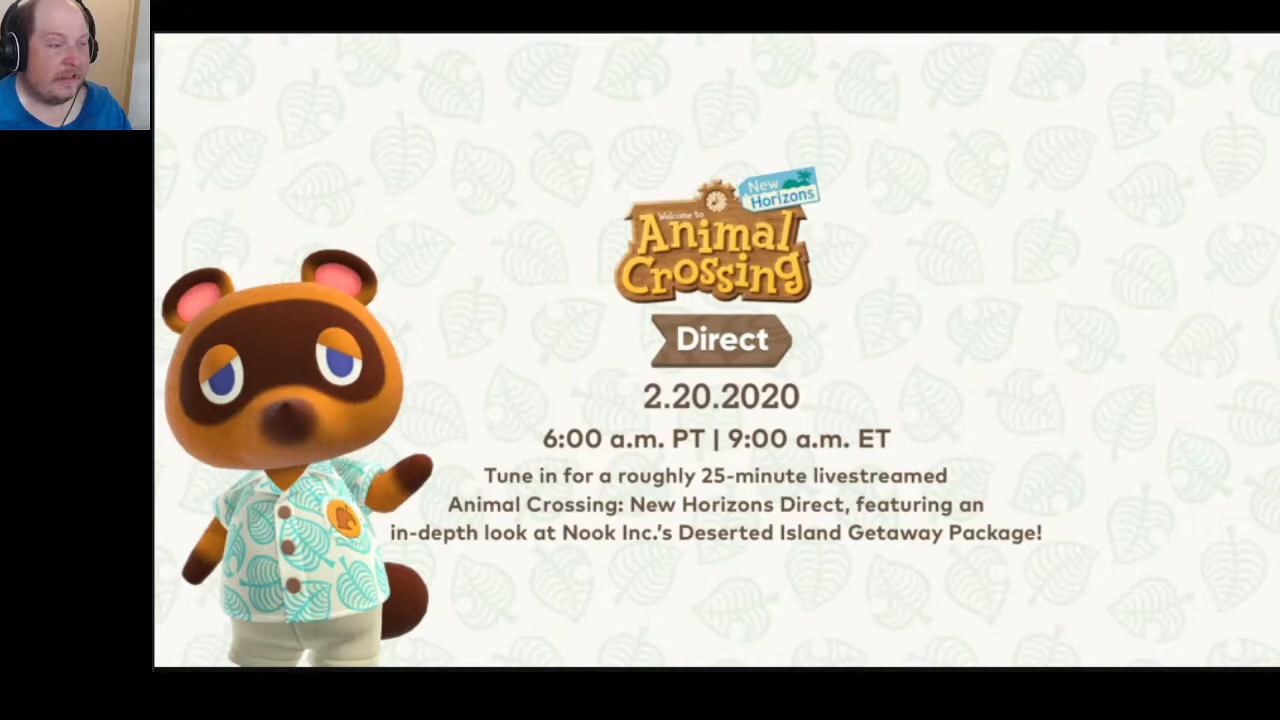 New
Horizons
Welcome to
Animal
Crossing
Direct
2.20.2020
6:00 a.m. PT | 9:00 a.m. ET
Tune in for a roughly 25-minute livestreamed
Animal Crossing: New Horizons Direct, featuring an
in-depth look at Nook Inc.'s Deserted Island Getaway Package!